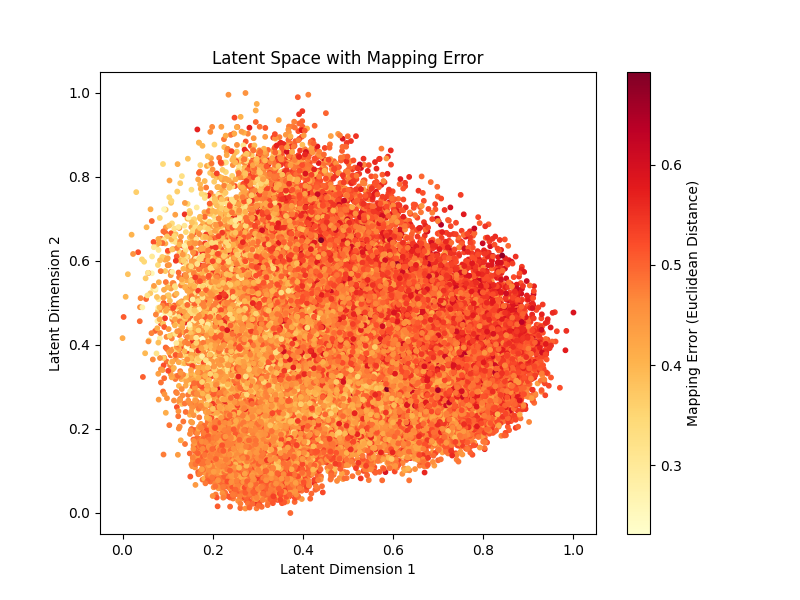 Latent Space with Mapping Error
1.0
0.8
0.6
0.4
0.2
0.0
Latent Dimension 2
0.0 0.2 0.4 0.6 0.8 1.0
Latent Dimension 1
0.6
0.5
0.4
0.3
Mapping Error (Euclidean Distance)